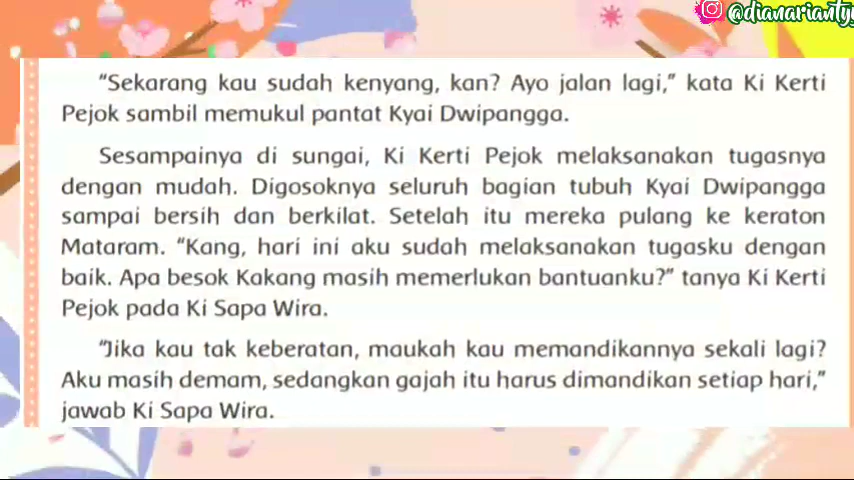 @dianarianty
“Sekarang kau sudah kenyang, kan? Ayo jalan lagi,” kata Ki Kerti
Pejok sambil memukul pantat Kyai Dwipangga.
Sesampainya di sungai, Ki Kerti Pejok melaksanakan tugasnya
dengan mudah. Digosoknya seluruh bagian tubuh Kyai Dwipangga
sampai bersih dan berkilat. Setelah itu mereka pulang ke keraton
Mataram. “Kang, hari ini aku sudah melaksanakan tugasku dengan
baik. Apa besok Kakang masih memerlukan bantuanku?” tanya Ki Kerti
Pejok pada Ki Sapa Wira.
“Jika kau tak keberatan, maukah kau memandikannya sekali lagi?
Aku masih demam, sedangkan gajah itu harus dimandikan setiap hari,”
jawab Ki Sapa Wira.